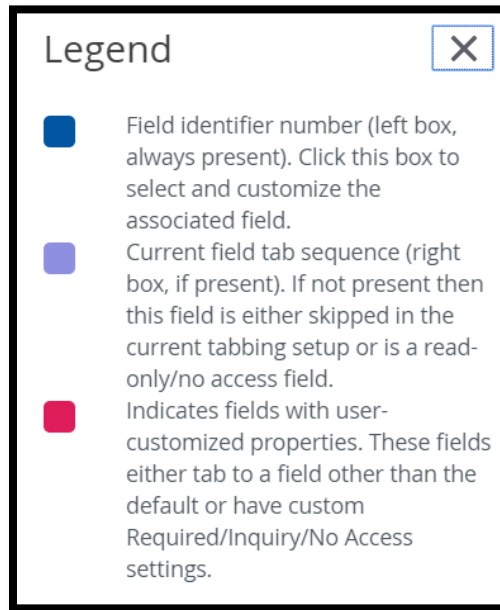 Legend
Field identifier number (left box,
always present). Click this box to
select and customize the
associated field.
Current field tab sequence (right
box, if present). If not present then
this field is either skipped in the
current tabbing setup or is a read-
only/no access field.
Indicates fields with user-
customized properties. These fields
either tab to a field other than the
default or have custom
Required/Inquiry/No Access
settings.